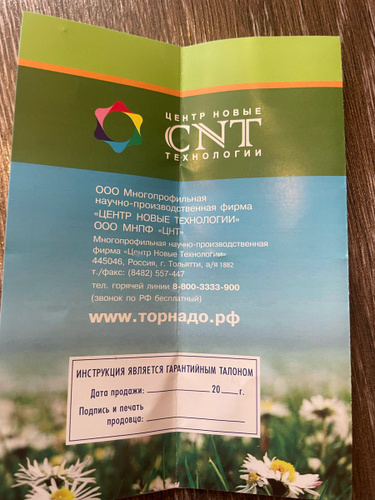 ЦЕНТР НОВЫЕ
CNT
ТЕХНОЛОГИИ
ООО Многопрофильная
научно-производственная фирма
«ЦЕНТР НОВЫЕ ТЕХНОЛОГИИ»
ООО МНПФ «ЦНТ»
Многопрофильная научно-производственная
фирма «Центр Новые Технологии»
445046, Россия, г. Тольятти, а/я 1882
т./факс: (8482) 557-447
тел. горячей линии 8-800-3333-900
(звонок по РФ бесплатный)
www.торнадо.рф
ИНСТРУКЦИЯ ЯВЛЯЕТСЯ ГАРАНТИЙНЫМ ТАЛОНОМ
Дата продажи: 20 г.
Подпись и печать
продовца: